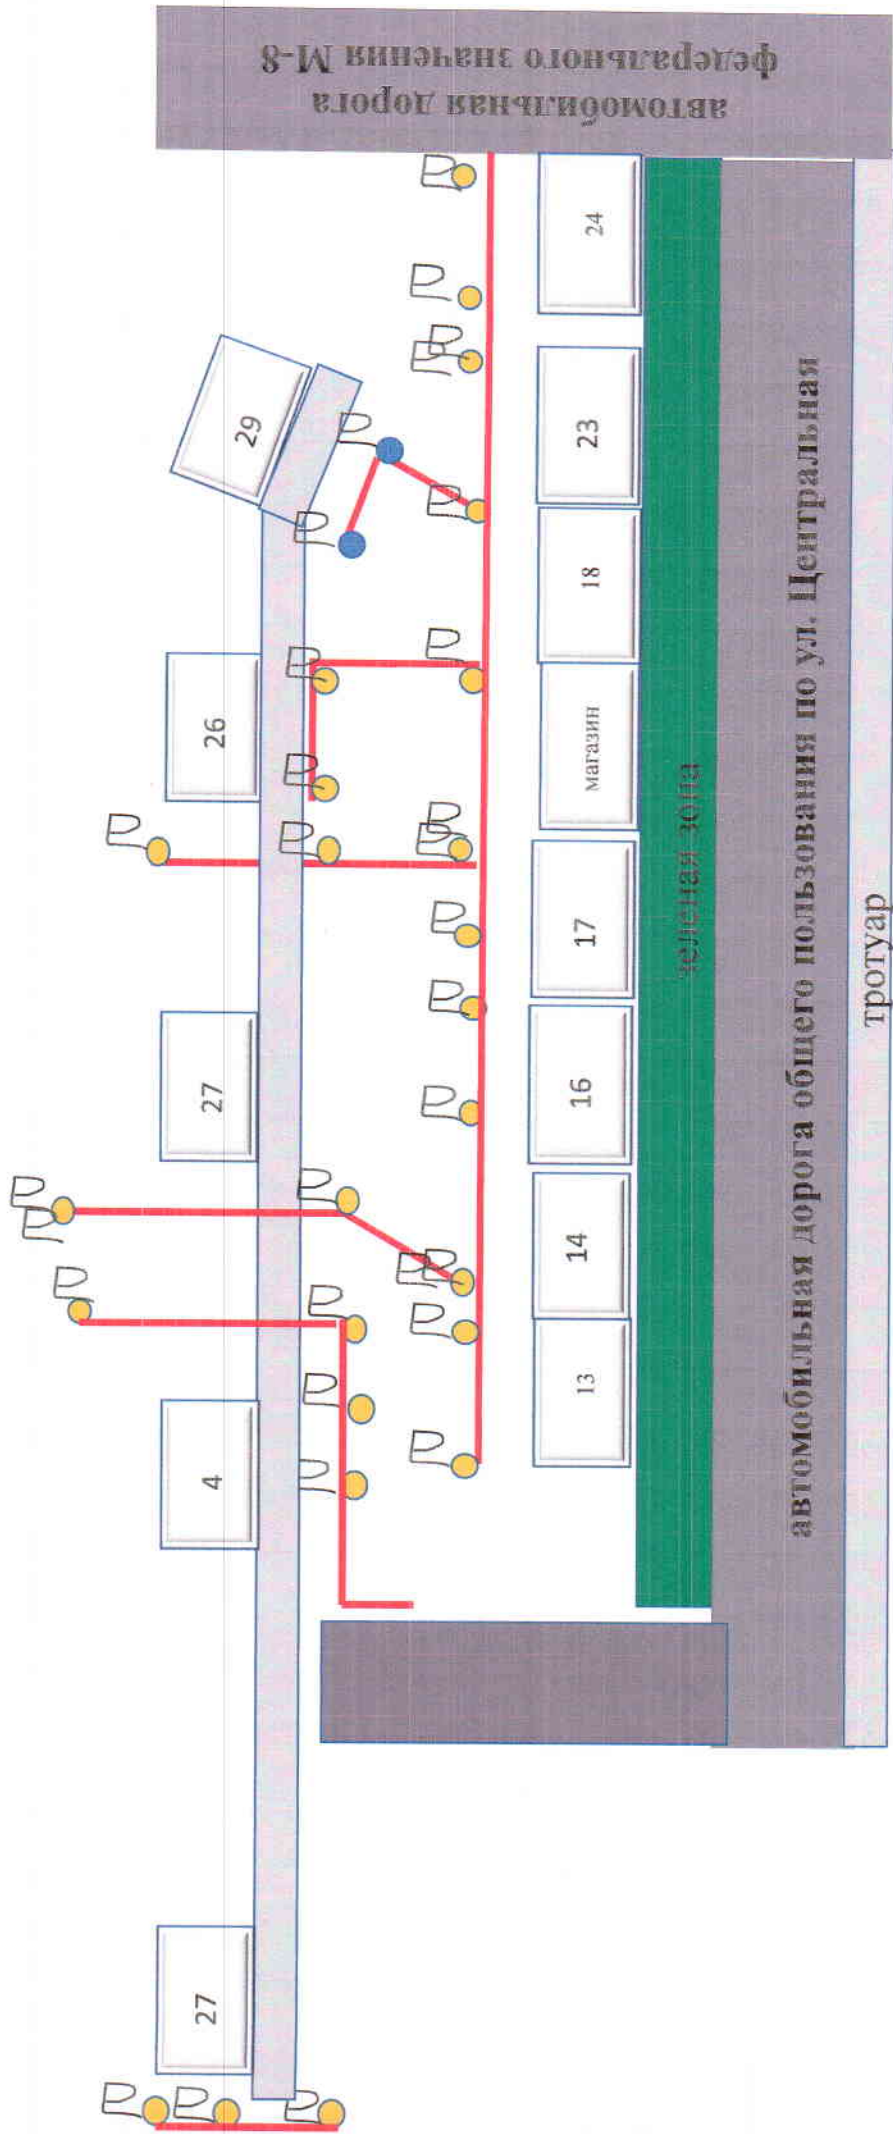 автомобильная дорога
федерального значения М-8
29
26
27
4
27
24
23
18
магазин
17
16
14
13
зеленая зона
автомобильная дорога общего пользования по ул. Центральная
тротуар